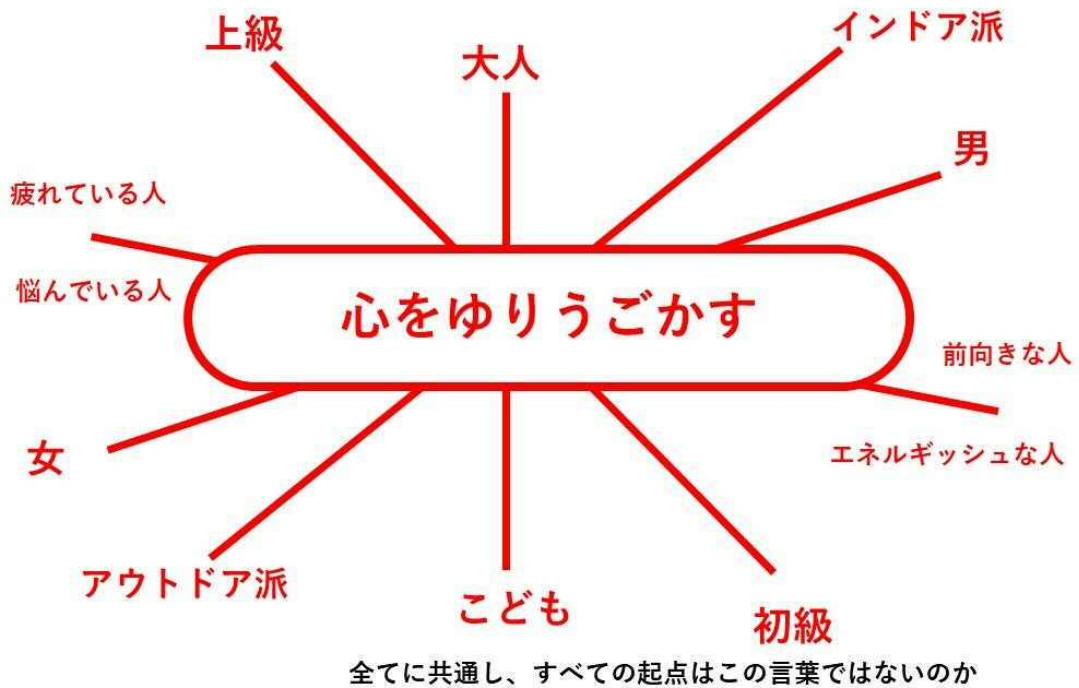 上級
大人
インドア派
男
疲れている人
悩んでいる人
心をゆりうごかす
前向きな人
エネルギッシュな人
女
アウトドア派
こども
初級
全てに共通し、すべての起点はこの言葉ではないのか